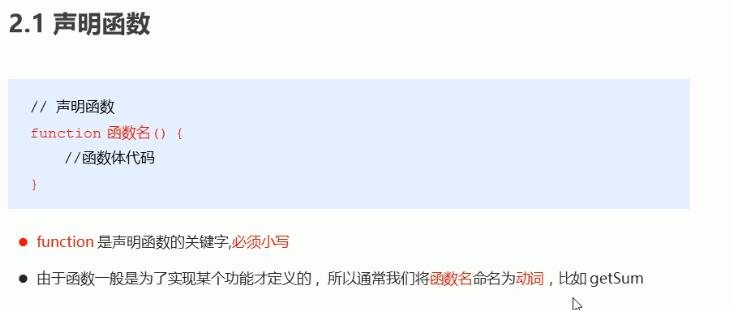 2.1 声明函数
// 声明函数
function 函数名() {
//函数体代码
}
● function 是声明函数的关键字,必须小写
● 由于函数一般是为了实现某个功能才定义的，所以通常我们将函数名命名为动词，比如 getSum